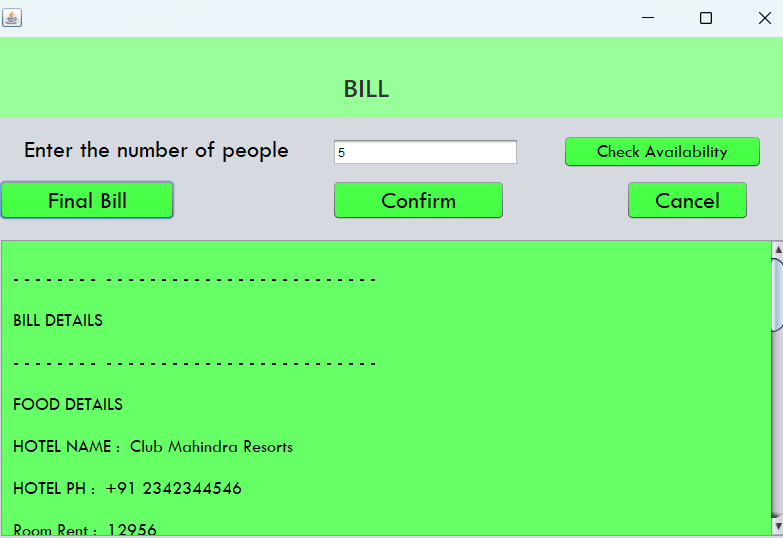 BILL
Enter the number of people 5 Check Availability
Final Bill Confirm Cancel
- - - - - - - - - - - - - - - - - - - - - - - - - - - - - - - - -
BILL DETAILS
- - - - - - - - - - - - - - - - - - - - - - - - - - - - - - - - -
FOOD DETAILS
HOTEL NAME : Club Mahindra Resorts
HOTEL PH : +91 2342344546
Room Rent : 12956